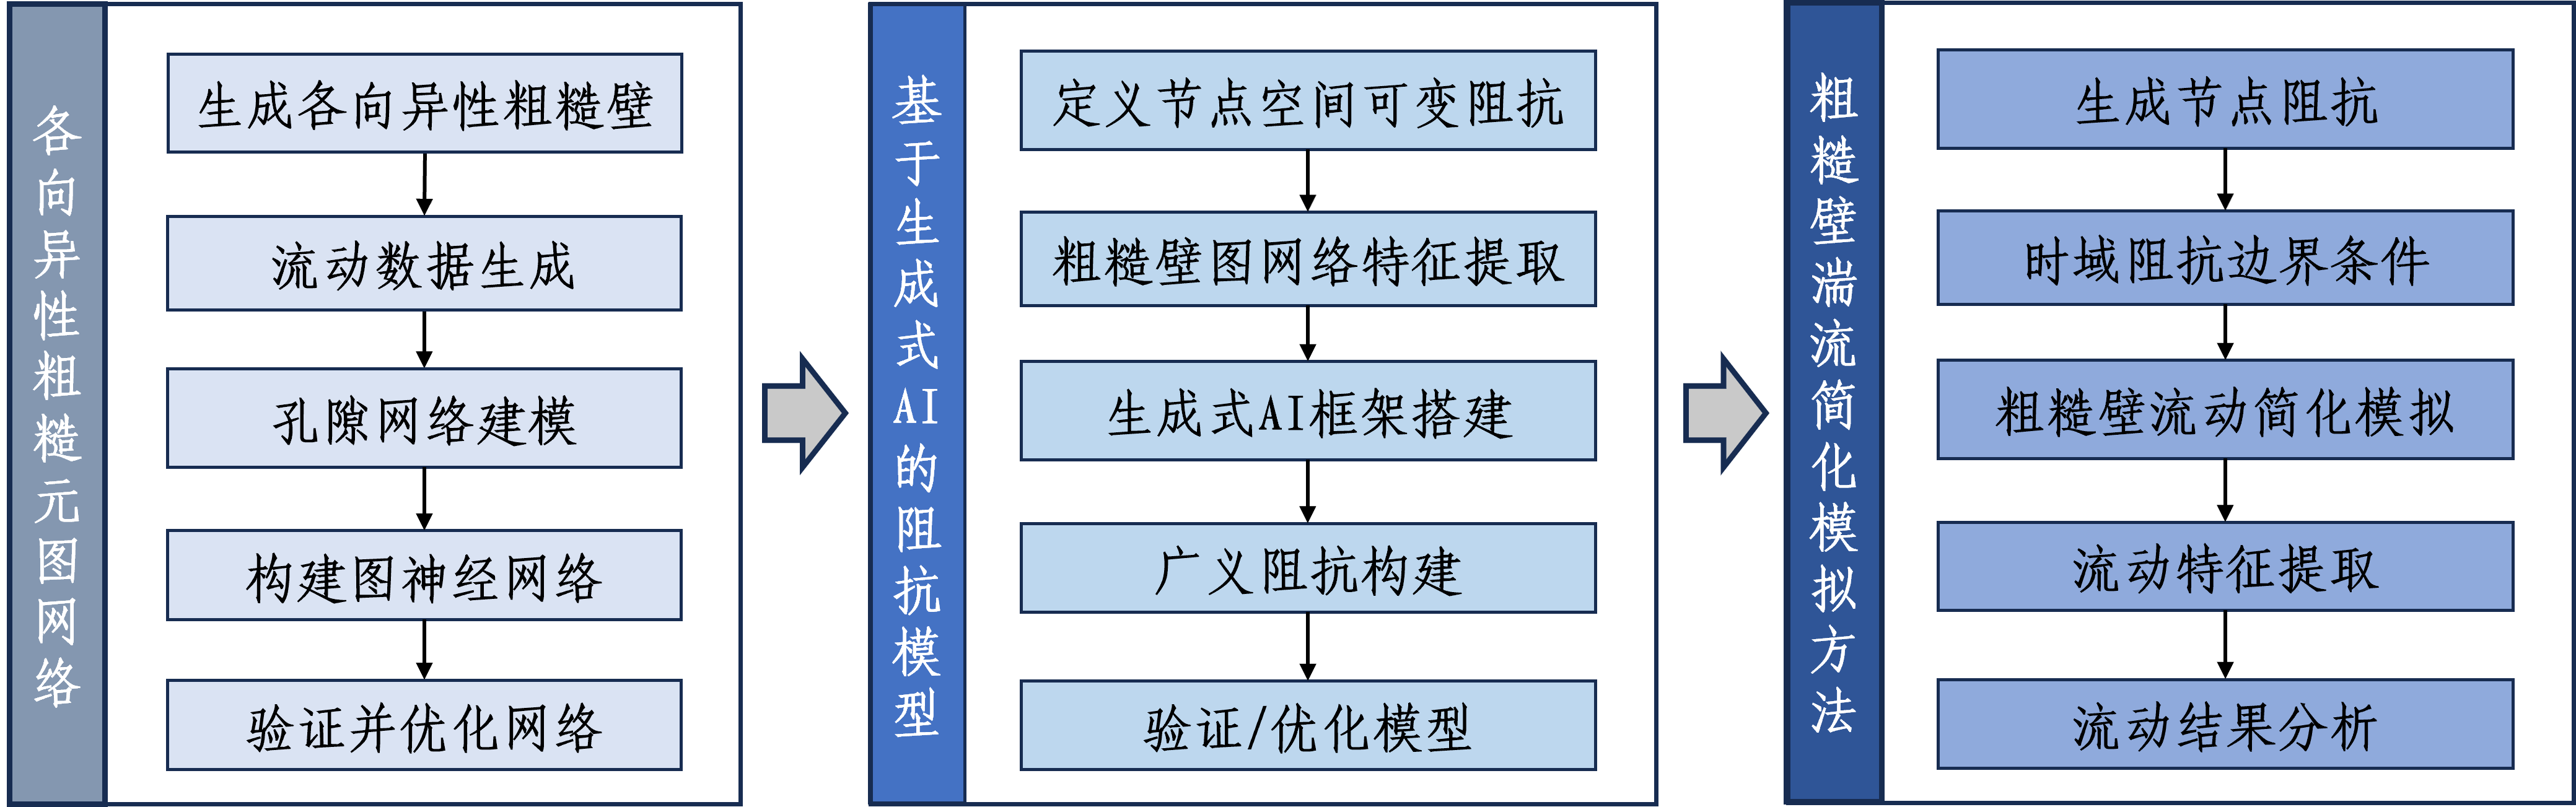 各向异性粗糙元图网络
生成各向异性粗糙壁
流动数据生成
孔隙网络建模
构建图神经网络
验证并优化网络
基于生成式AI的阻抗模型
定义节点空间可变阻抗
粗糙壁图网络特征提取
生成式AI框架搭建
广义阻抗构建
验证/优化模型
粗糙壁湍流简化模拟方法
生成节点阻抗
时域阻抗边界条件
粗糙壁流动简化模拟
流动特征提取
流动结果分析